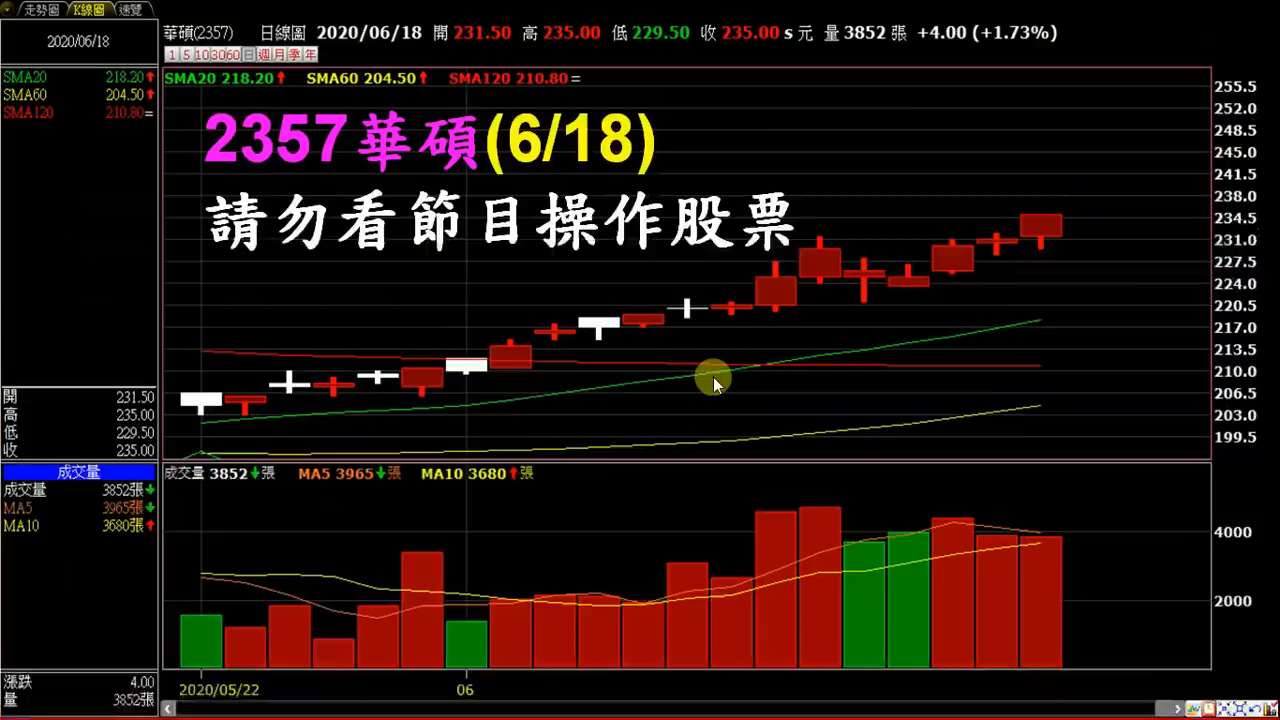 走勢圖 K線圖 速覽
2020/06/18
華碩(2357) 日線圖 2020/06/18 開 231.50 高 235.00 低 229.50 收 235.00 s 元 量 3852 張 +4.00 (+1.73%)
1 5 10 30 60 日 週 月 季 年
SMA20 218.20↑
SMA60 204.50↑
SMA120 210.80=
SMA20 218.20↑ SMA60 204.50↑ SMA120 210.80=
2357華碩(6/18)
請勿看節目操作股票
255.5
252.0
248.5
245.0
241.5
238.0
234.5
231.0
227.5
224.0
220.5
217.0
213.5
210.0
206.5
203.0
199.5
開 231.50
高 235.00
低 229.50
收 235.00
成交量
成交量 3852張↓
MA5 3965張↓
MA10 3680張↑
成交量 3852↓張 MA5 3965↓張 MA10 3680↑張
4000
2000
漲跌 4.00
量 3852張
2020/05/22 06